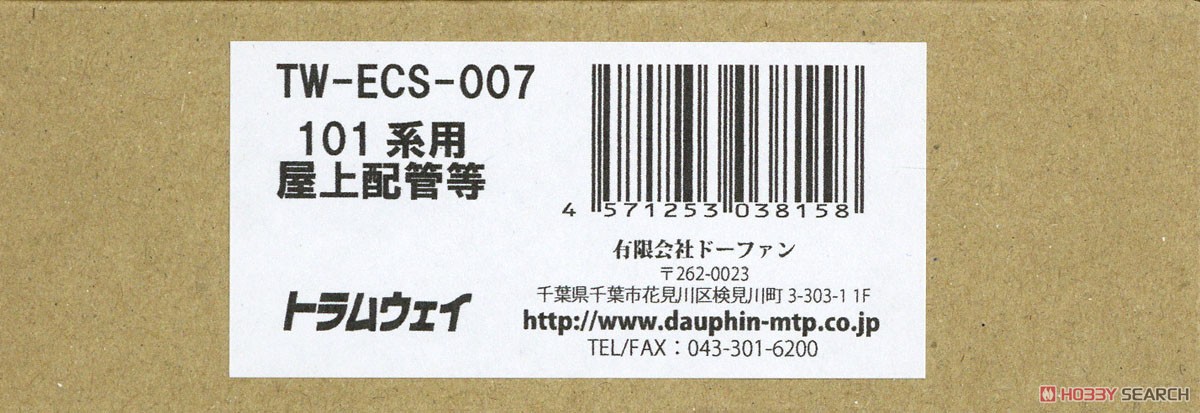 TW-ECS-007
101 系用
屋上配管等
トラムウェイ
4 571253 038158
有限会社ドーファン
〒262-0023
千葉県千葉市花見川区検見川町 3-303-1 1F
http://www.dauphin-mtp.co.jp
TEL/FAX：043-301-6200
HOBBY SEARCH